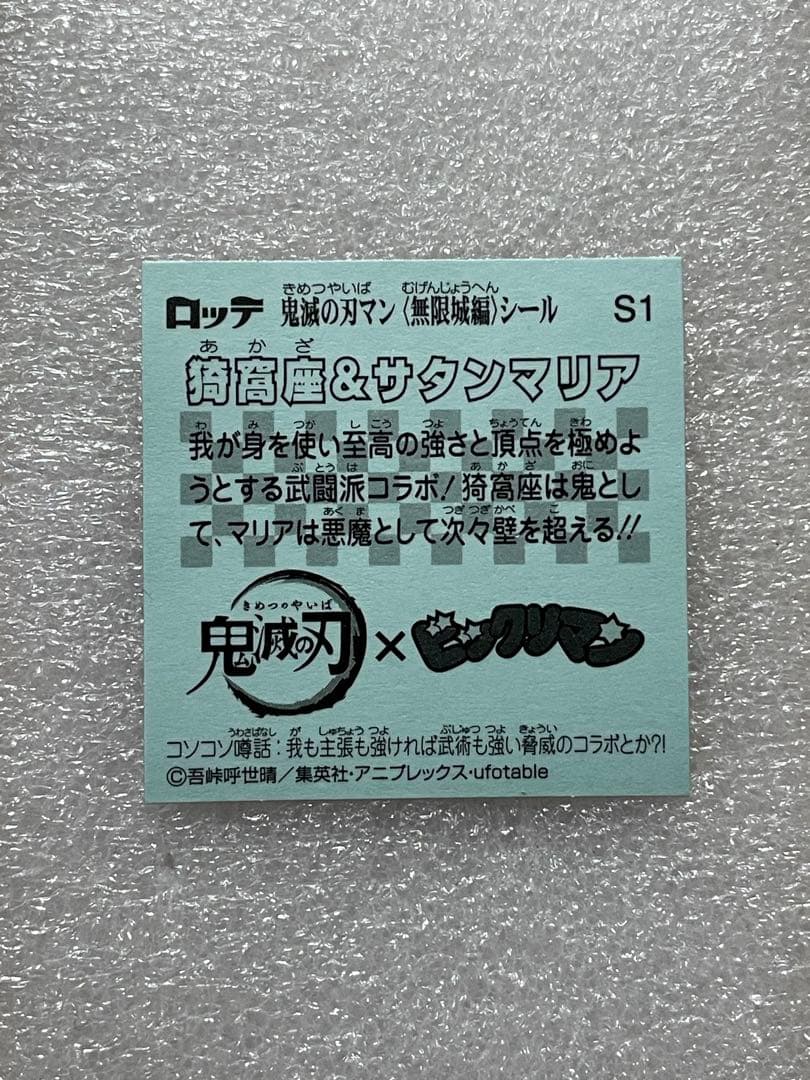 ロッテ 鬼滅の刃マン〈無限城編〉シール S1
きめつやいば むげんじょうへん
あかざ
猗窩座&サタンマリア
わ み つか し こう つよ ちょうてん きわ
我が身を使い至高の強さと頂点を極めよ
ぶ とう は あ か ざ おに
うとする武闘派コラボ!猗窩座は鬼とし
あく ま つぎつぎかべ こ
て、マリアは悪魔として次々壁を超える!!
きめつのやいば
鬼滅の刃 × ビックリマン
うわさばなし が しゅちょう つよ ぶじゅつ つよ きょうい
コソコソ噂話:我も主張も強ければ武術も強い脅威のコラボとか?!
©吾峠呼世晴/集英社・アニプレックス・ufotable